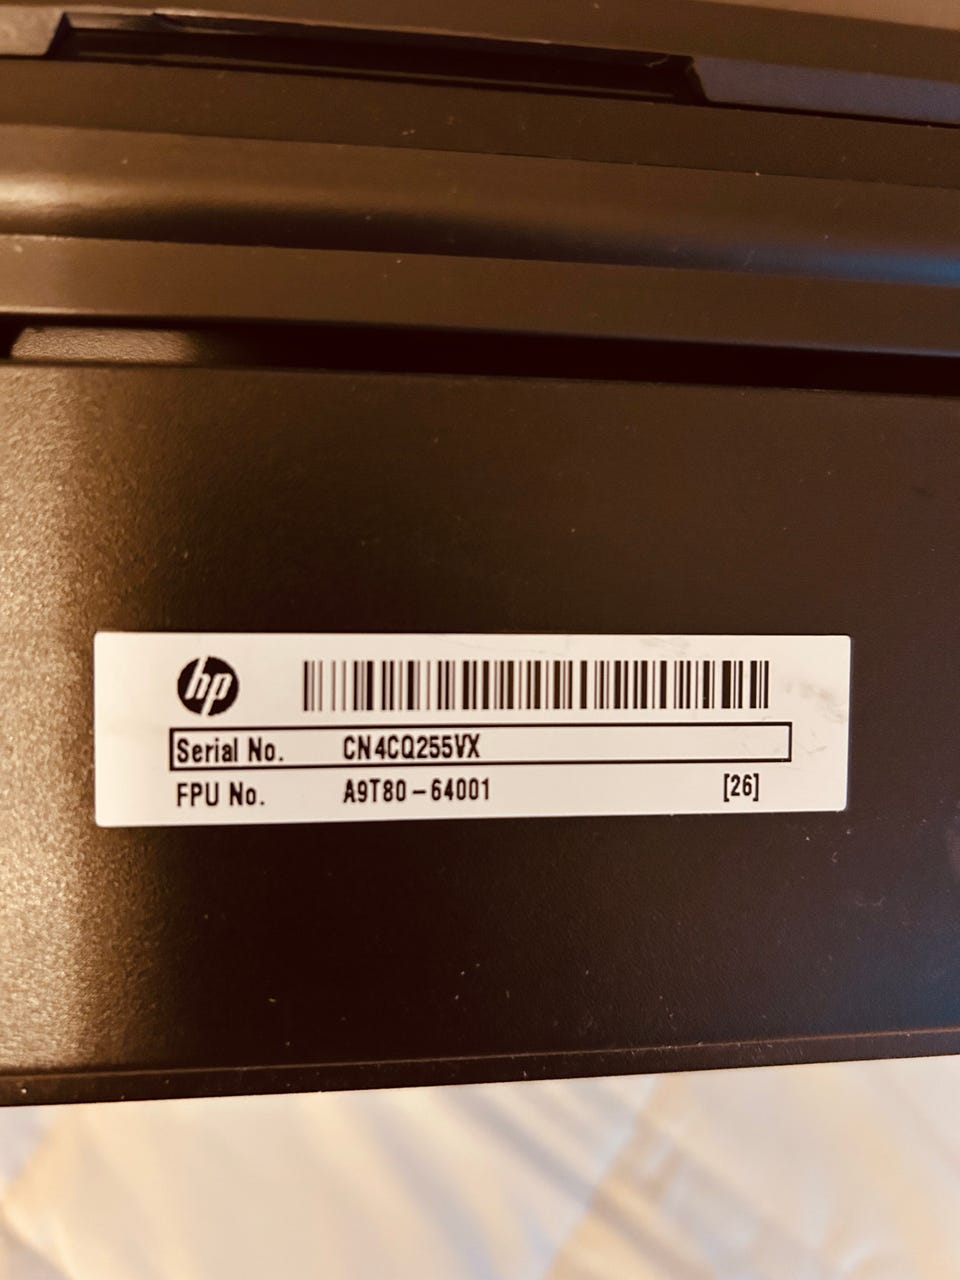 hp
Serial No. CN4CQ255VX
FPU No. A9T80-64001 [26]